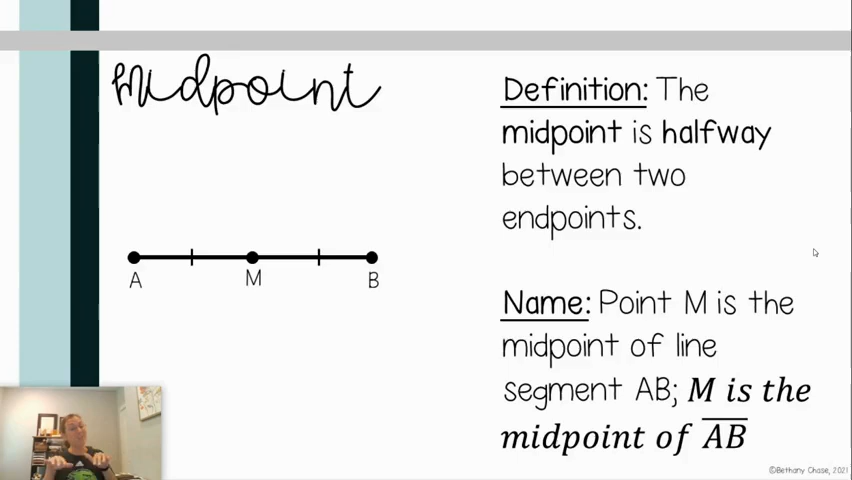 Midpoint
A M B
Definition: The
midpoint is halfway
between two
endpoints.
Name: Point M is the
midpoint of line
segment AB; M is the
midpoint of A̅B̅
©Bethany Chase, 2021